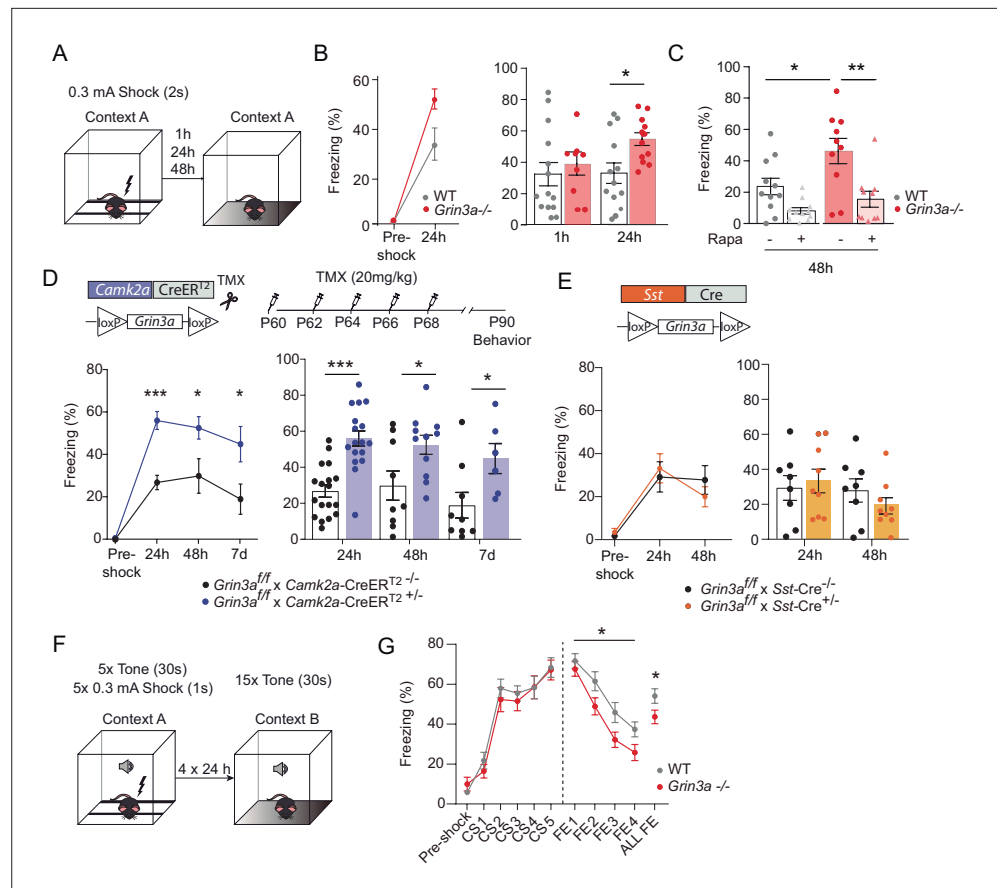 A
0.3 mA Shock (2s)
Context A
Context A
1h
24h
48h
B
Freezing (%)
60
40
20
0
Pre-
shock
24h
WT
Grin3a-/-
100
80
60
40
20
0
*
1h
24h
C
Freezing (%)
100
80
60
40
20
0
*
**
WT
Grin3a-/-
Rapa
-
+
-
+
48h
D
Camk2a
CreERT2
TMX
loxP
Grin3a
loxP
TMX (20mg/kg)
P60
P62
P64
P66
P68
P90
Behavior
Freezing (%)
80
60
40
20
0
***
*
*
Pre-
shock
24h
48h
7d
100
80
60
40
20
0
***
*
*
24h
48h
7d
Grin3af/f x Camk2a-CreERT2 -/-
Grin3af/f x Camk2a-CreERT2 +/-
E
Sst
Cre
loxP
Grin3a
loxP
Freezing (%)
80
60
40
20
0
Pre-
shock
24h
48h
100
80
60
40
20
0
24h
48h
Grin3af/f x Sst-Cre-/-
Grin3af/f x Sst-Cre+/-
F
5x Tone (30s)
5x 0.3 mA Shock (1s)
Context A
4 x 24 h
15x Tone (30s)
Context B
G
Freezing (%)
80
60
40
20
0
*
*
WT
Grin3a -/-
Pre-shock
CS1
CS2
CS3
CS4
CS5
FE1
FE2
FE3
FE4
ALL FE